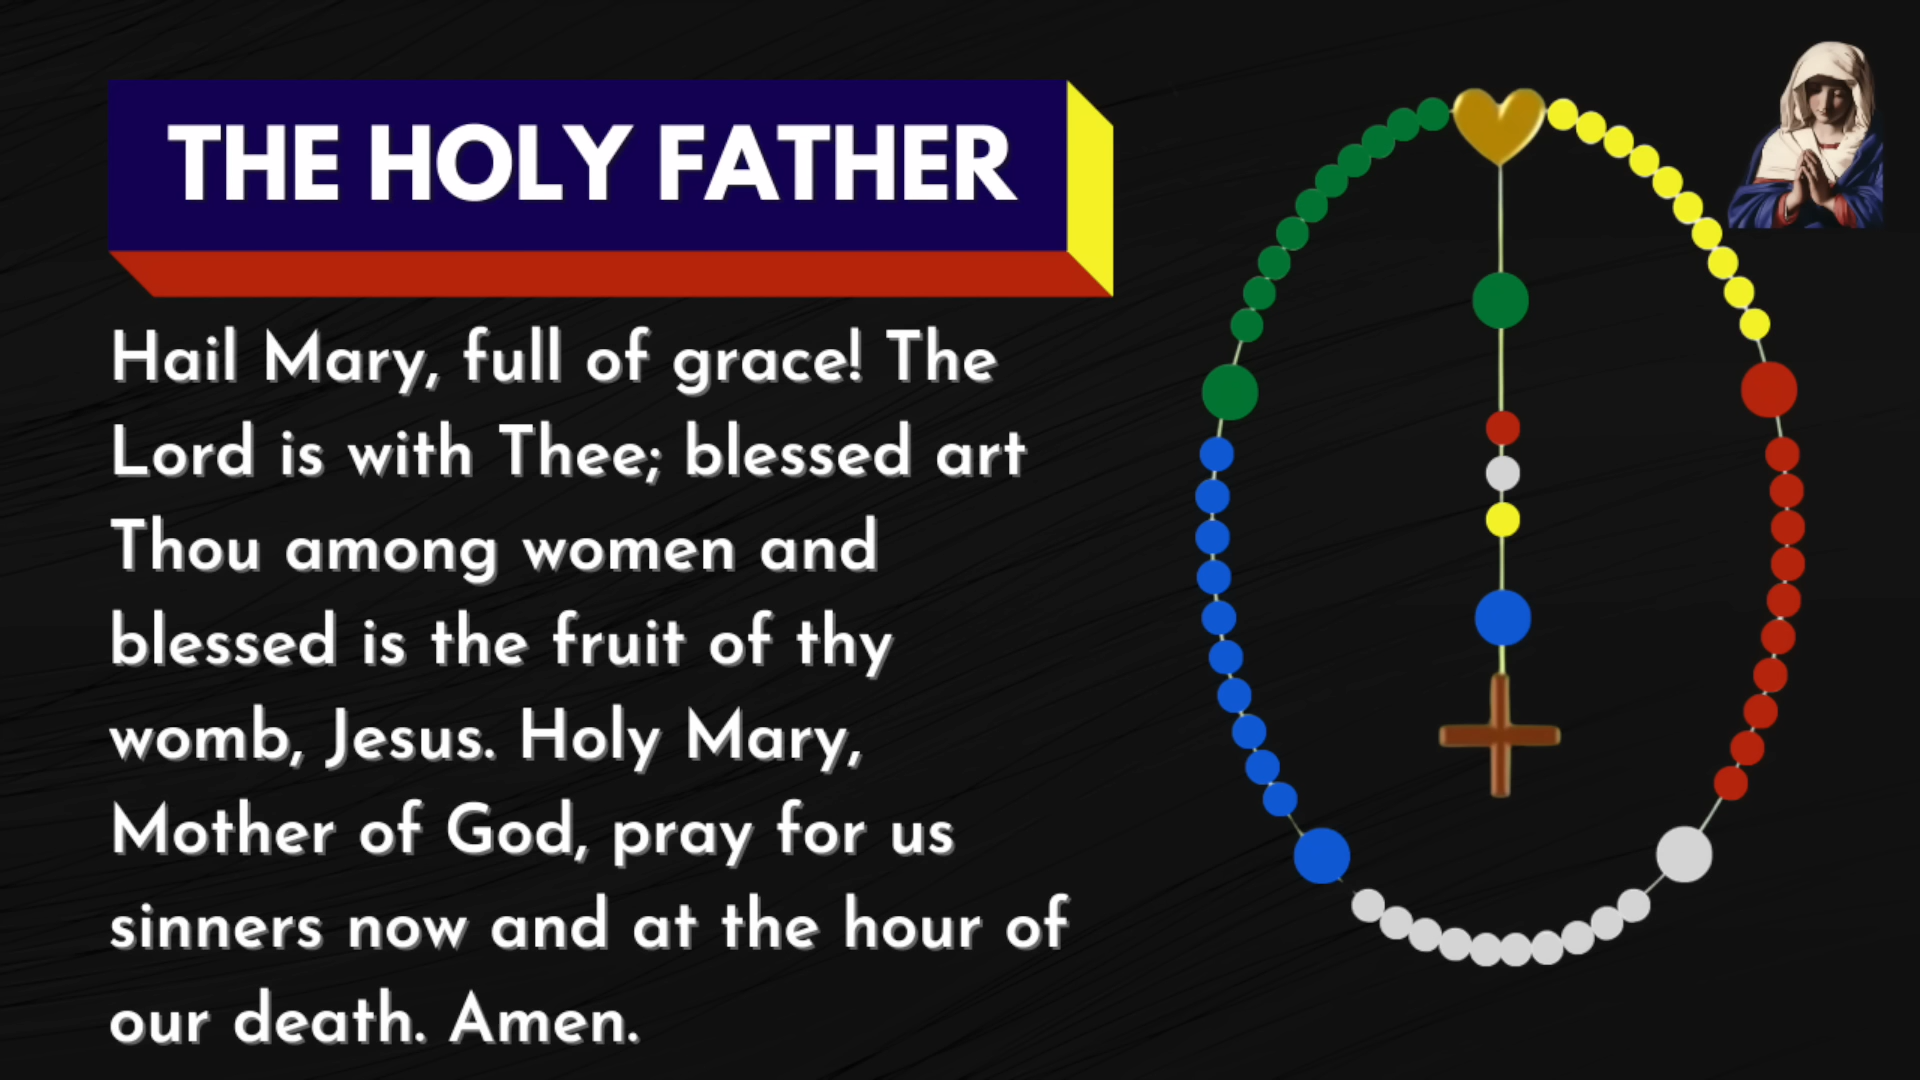 THE HOLY FATHER
Hail Mary, full of grace! The
Lord is with Thee; blessed art
Thou among women and
blessed is the fruit of thy
womb, Jesus. Holy Mary,
Mother of God, pray for us
sinners now and at the hour of
our death. Amen.